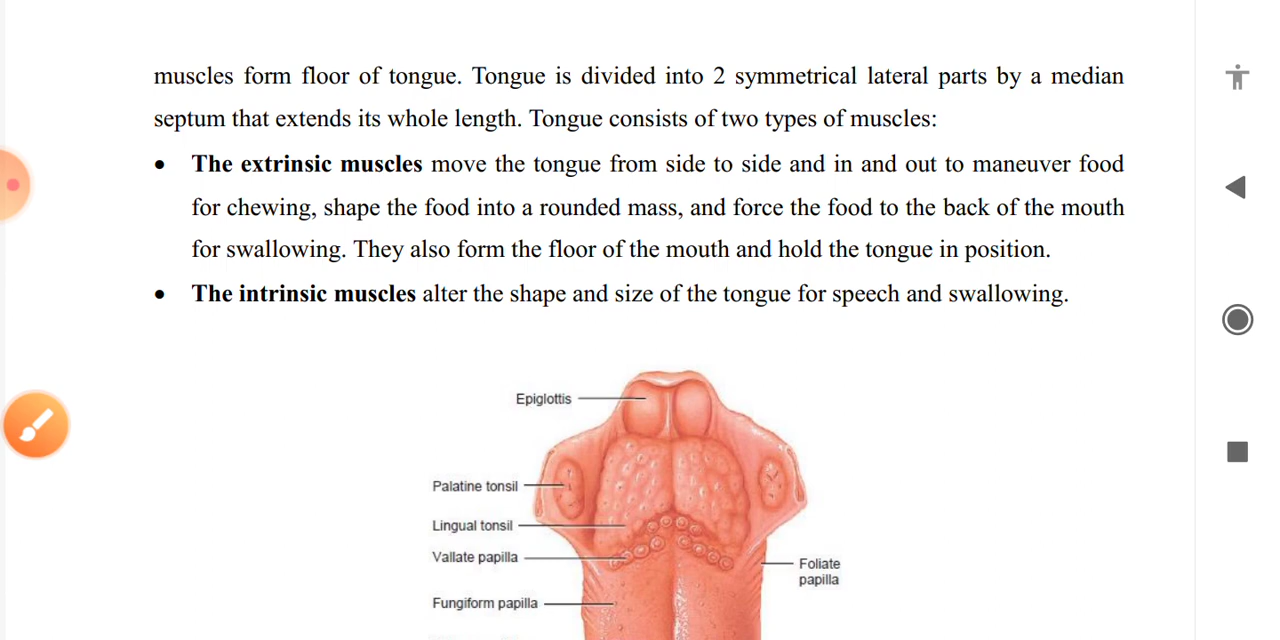 muscles form floor of tongue. Tongue is divided into 2 symmetrical lateral parts by a median
septum that extends its whole length. Tongue consists of two types of muscles:
• The extrinsic muscles move the tongue from side to side and in and out to maneuver food
for chewing, shape the food into a rounded mass, and force the food to the back of the mouth
for swallowing. They also form the floor of the mouth and hold the tongue in position.
• The intrinsic muscles alter the shape and size of the tongue for speech and swallowing.
Epiglottis
Palatine tonsil
Lingual tonsil
Vallate papilla
Foliate
papilla
Fungiform papilla